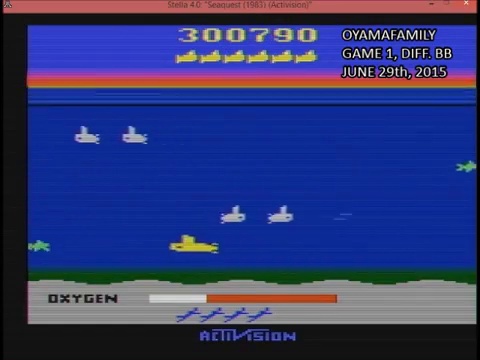 Stella 4.0: "Seaquest (1983) (Activision)"
300790
OYAMAFAMILY
GAME 1, DIFF. BB
JUNE 29th, 2015
OXYGEN
ACTIVISION